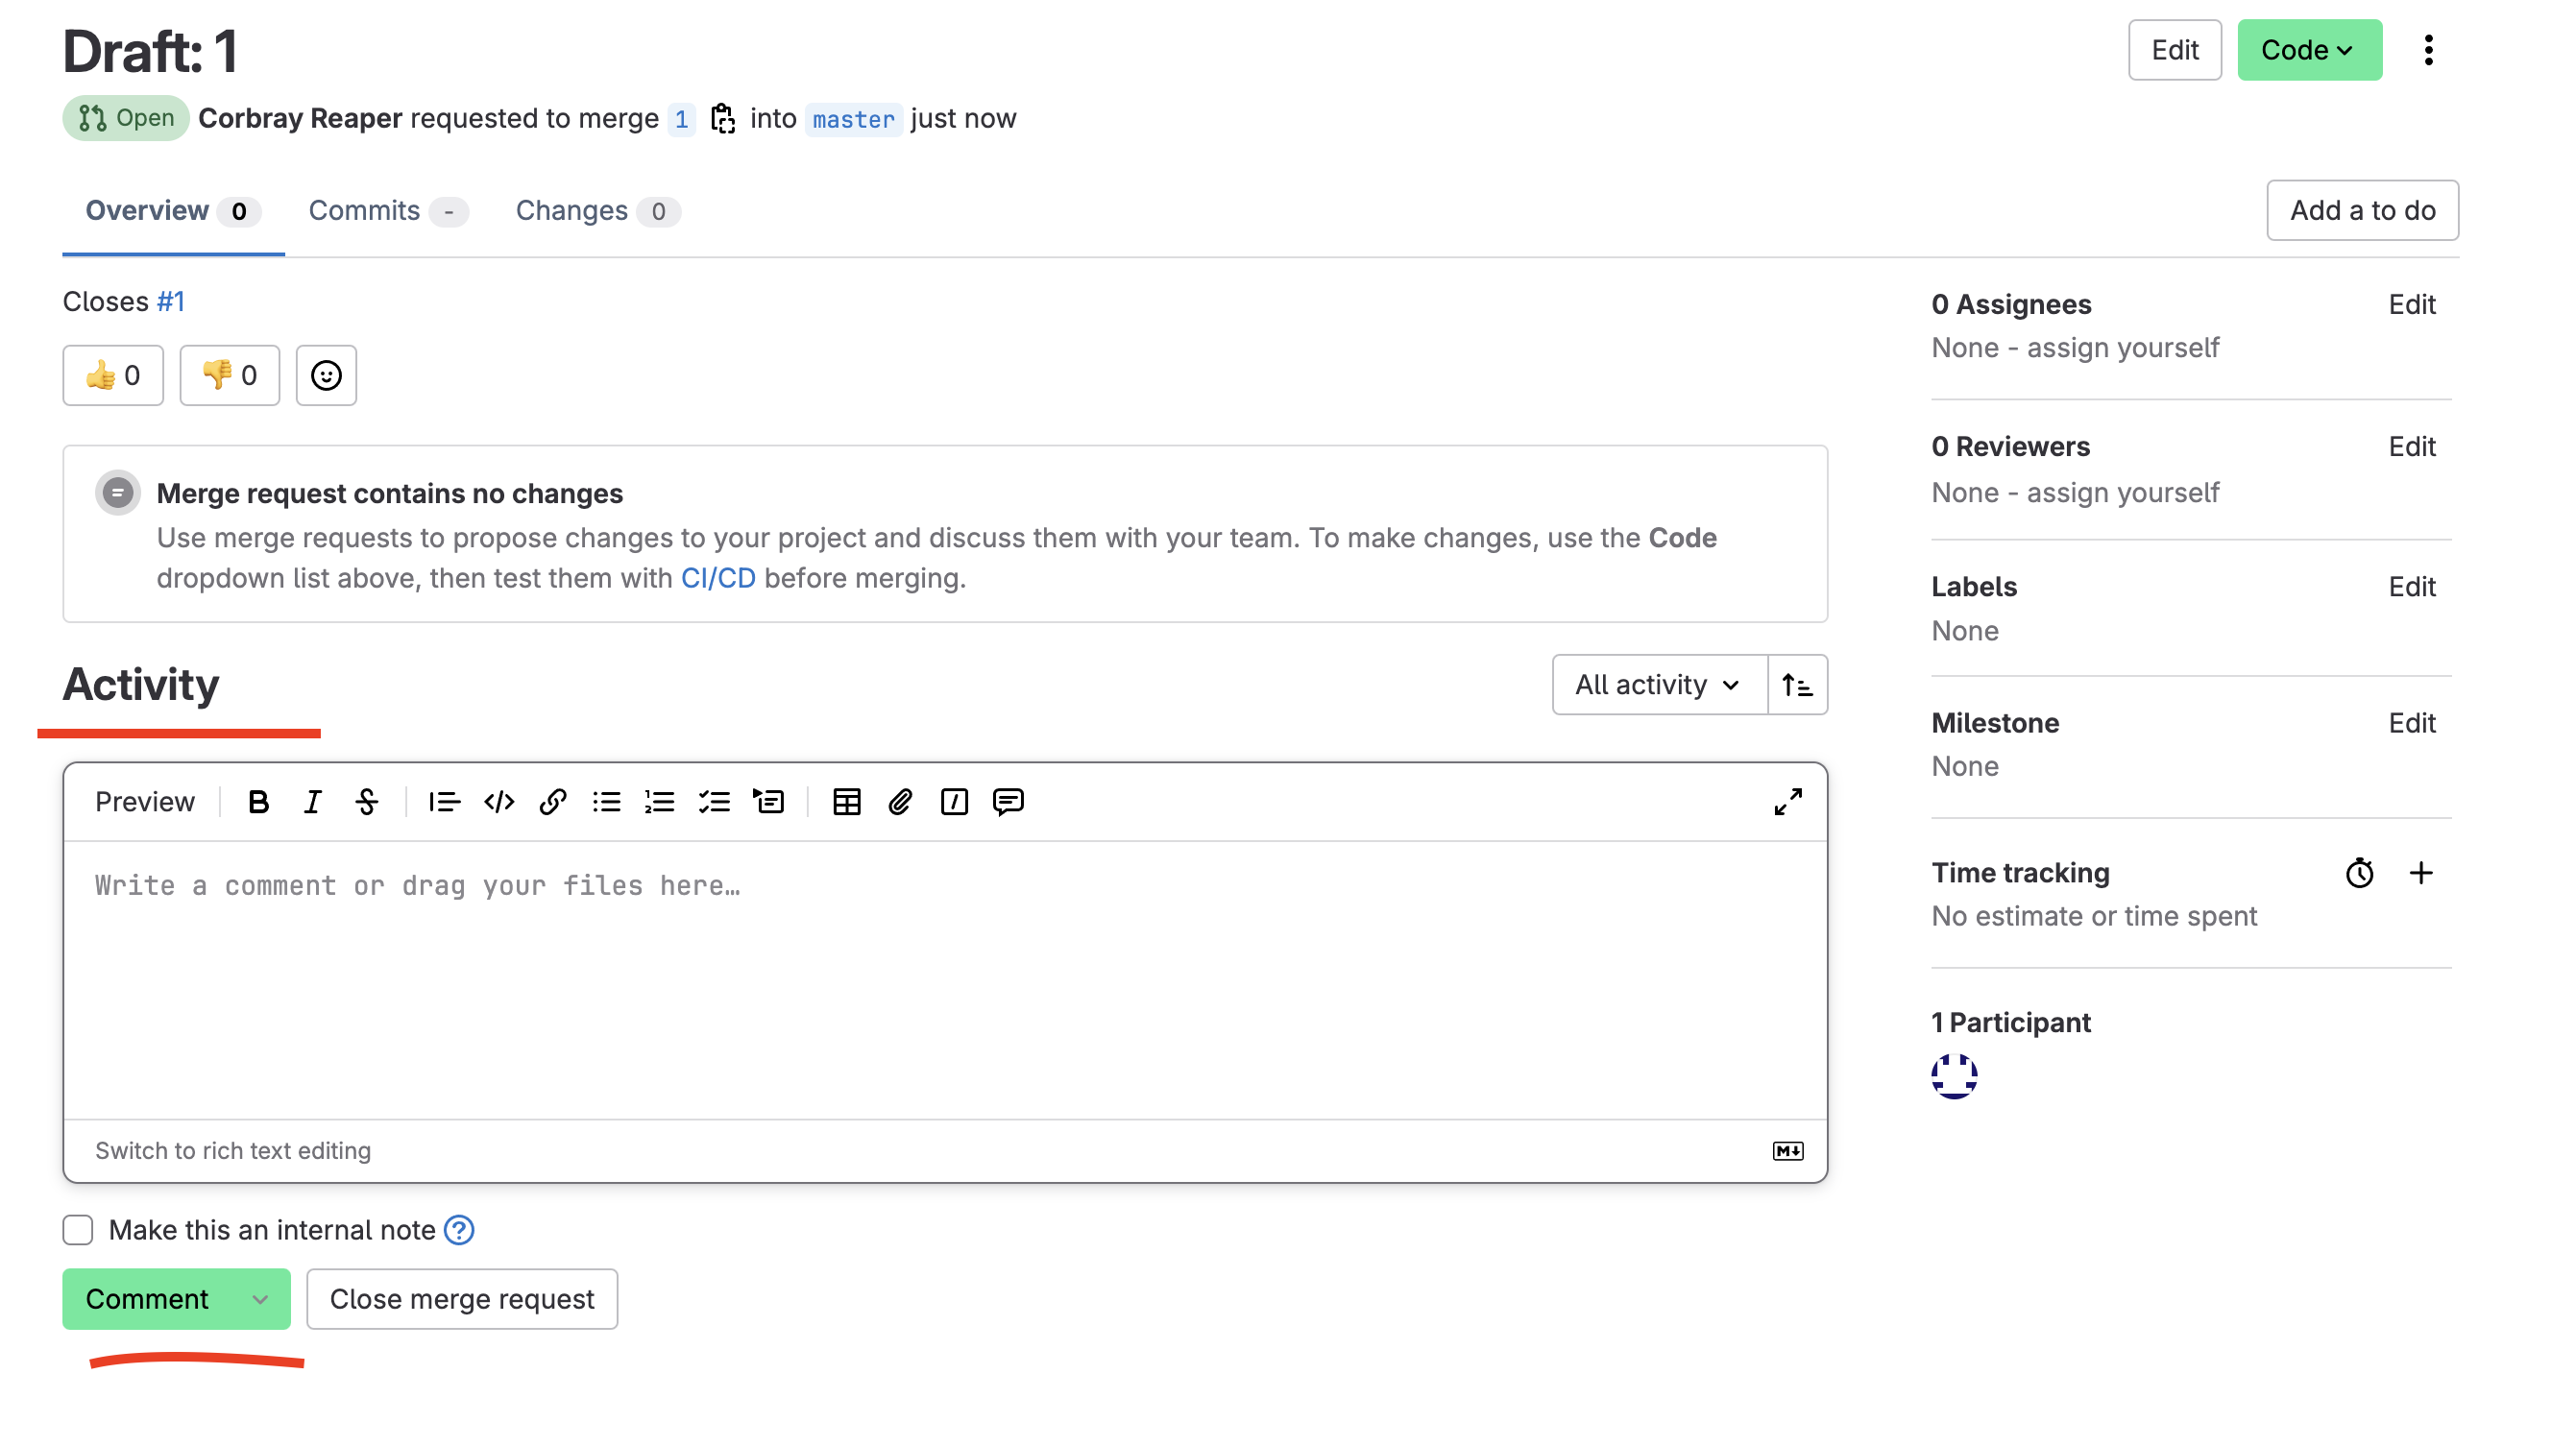 Draft: 1
Edit
Code
Open Corbray Reaper requested to merge 1 into master just now
Overview 0 Commits - Changes 0
Add a to do
Closes #1
👍 0 👎 0
Merge request contains no changes
Use merge requests to propose changes to your project and discuss them with your team. To make changes, use the Code
dropdown list above, then test them with CI/CD before merging.
Activity
All activity
Preview
Write a comment or drag your files here…
Switch to rich text editing
Make this an internal note
Comment
Close merge request
0 Assignees Edit
None - assign yourself
0 Reviewers Edit
None - assign yourself
Labels Edit
None
Milestone Edit
None
Time tracking
No estimate or time spent
1 Participant